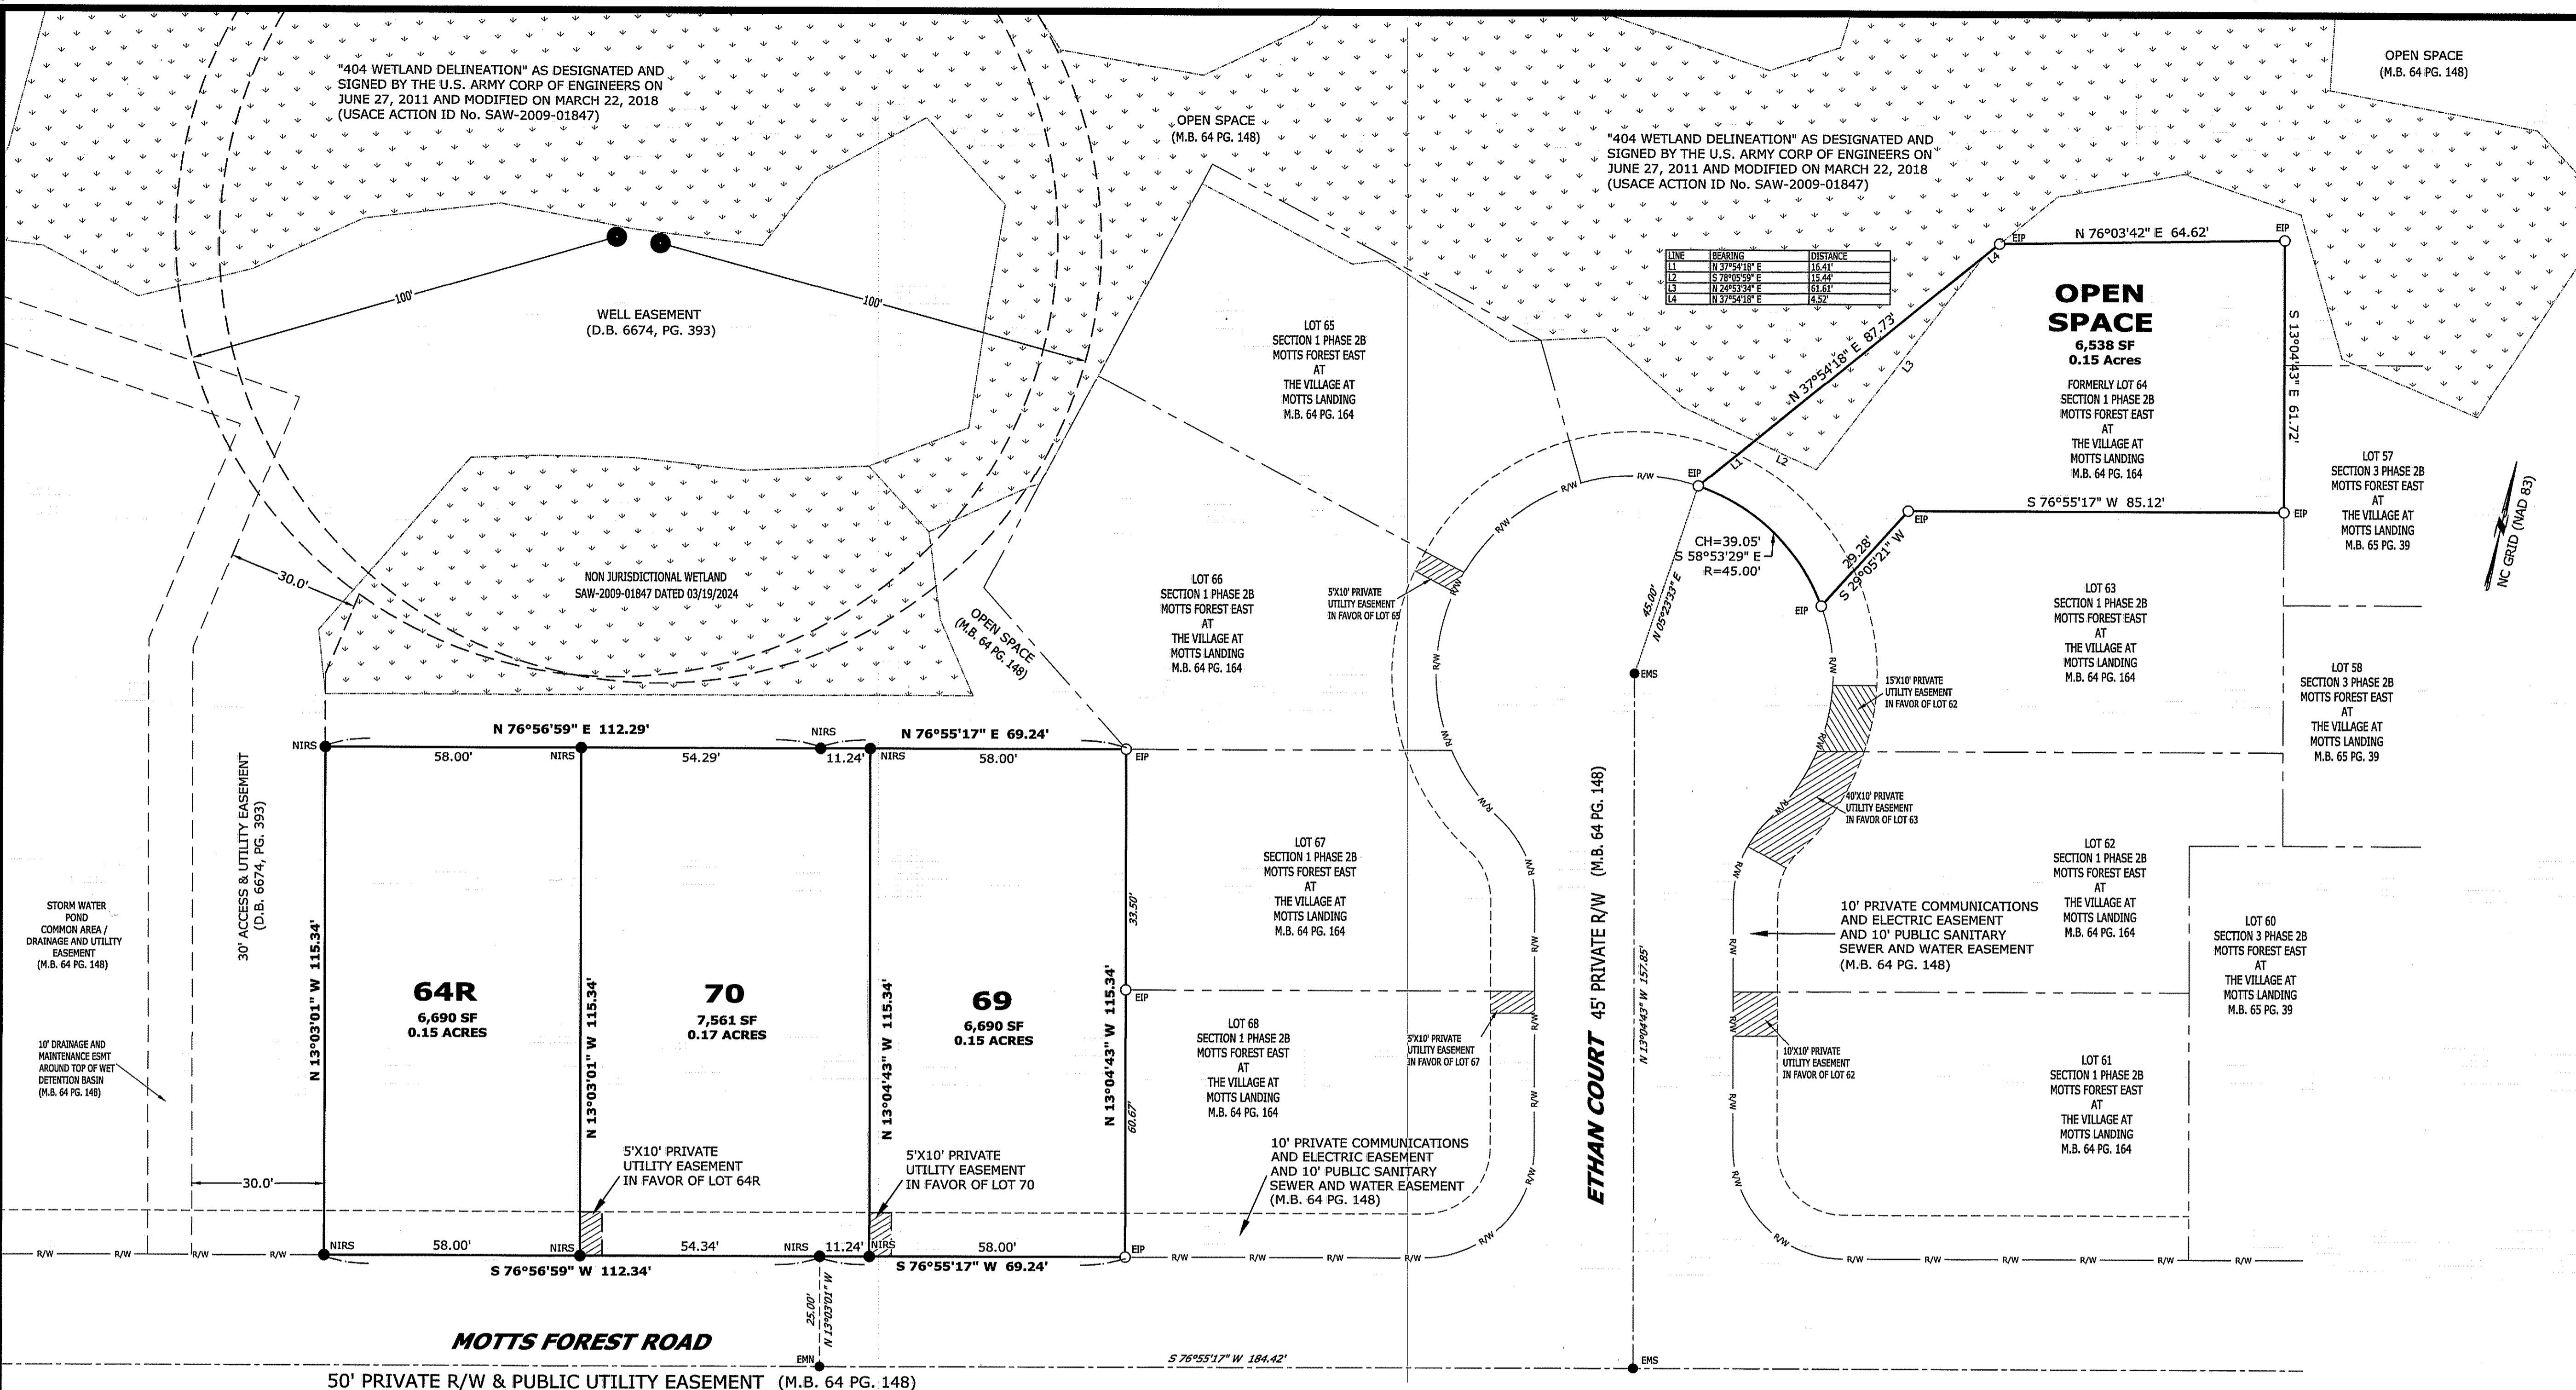 "404 WETLAND DELINEATION" AS DESIGNATED AND
SIGNED BY THE U.S. ARMY CORP OF ENGINEERS ON
JUNE 27, 2011 AND MODIFIED ON MARCH 22, 2018
(USACE ACTION ID No. SAW-2009-01847)
OPEN SPACE
(M.B. 64 PG. 148)
"404 WETLAND DELINEATION" AS DESIGNATED AND
SIGNED BY THE U.S. ARMY CORP OF ENGINEERS ON
JUNE 27, 2011 AND MODIFIED ON MARCH 22, 2018
(USACE ACTION ID No. SAW-2009-01847)
OPEN SPACE
(M.B. 64 PG. 148)
100'
100'
WELL EASEMENT
(D.B. 6674, PG. 393)
LINE BEARING DISTANCE
L1 N 37°54'18" E 16.41'
L2 S 78°05'59" E 15.44'
L3 N 24°53'34" E 61.61'
L4 N 37°54'18" E 4.52'
EIP
N 76°03'42" E 64.62'
EIP
L4
N 37°54'18" E 87.73'
L3
L1
L2
EIP
OPEN
SPACE
6,538 SF
0.15 Acres
FORMERLY LOT 64
SECTION 1 PHASE 2B
MOTTS FOREST EAST
AT
THE VILLAGE AT
MOTTS LANDING
M.B. 64 PG. 164
S 13°04'43" E 61.72'
S 76°55'17" W 85.12'
EIP
EIP
29.28'
S 29°05'21" W
EIP
CH=39.05'
S 58°53'29" E
R=45.00'
45.00'
N 05°23'33" E
EMS
LOT 57
SECTION 3 PHASE 2B
MOTTS FOREST EAST
AT
THE VILLAGE AT
MOTTS LANDING
M.B. 65 PG. 39
NC GRID (NAD 83)
LOT 65
SECTION 1 PHASE 2B
MOTTS FOREST EAST
AT
THE VILLAGE AT
MOTTS LANDING
M.B. 64 PG. 164
LOT 66
SECTION 1 PHASE 2B
MOTTS FOREST EAST
AT
THE VILLAGE AT
MOTTS LANDING
M.B. 64 PG. 164
5'X10' PRIVATE
UTILITY EASEMENT
IN FAVOR OF LOT 65
30.0'
NON JURISDICTIONAL WETLAND
SAW-2009-01847 DATED 03/19/2024
OPEN SPACE
(M.B. 64 PG. 148)
LOT 63
SECTION 1 PHASE 2B
MOTTS FOREST EAST
AT
THE VILLAGE AT
MOTTS LANDING
M.B. 64 PG. 164
LOT 58
SECTION 3 PHASE 2B
MOTTS FOREST EAST
AT
THE VILLAGE AT
MOTTS LANDING
M.B. 65 PG. 39
15'X10' PRIVATE
UTILITY EASEMENT
IN FAVOR OF LOT 62
40'X10' PRIVATE
UTILITY EASEMENT
IN FAVOR OF LOT 63
NIRS
N 76°56'59" E 112.29'
NIRS
N 76°55'17" E 69.24'
58.00'
NIRS
54.29'
11.24'
NIRS
58.00'
EIP
30' ACCESS & UTILITY EASEMENT
(D.B. 6674, PG. 393)
STORM WATER
POND
COMMON AREA /
DRAINAGE AND UTILITY
EASEMENT
(M.B. 64 PG. 148)
10' DRAINAGE AND
MAINTENANCE ESMT
AROUND TOP OF WET
DETENTION BASIN
(M.B. 64 PG. 148)
N 13°03'01" W 115.34'
64R
6,690 SF
0.15 ACRES
N 13°03'01" W 115.34'
70
7,561 SF
0.17 ACRES
N 13°04'43" W 115.34'
69
6,690 SF
0.15 ACRES
N 13°04'43" W 115.34'
33.50'
EIP
60.67'
LOT 67
SECTION 1 PHASE 2B
MOTTS FOREST EAST
AT
THE VILLAGE AT
MOTTS LANDING
M.B. 64 PG. 164
LOT 68
SECTION 1 PHASE 2B
MOTTS FOREST EAST
AT
THE VILLAGE AT
MOTTS LANDING
M.B. 64 PG. 164
5'X10' PRIVATE
UTILITY EASEMENT
IN FAVOR OF LOT 67
ETHAN COURT 45' PRIVATE R/W (M.B. 64 PG. 148)
N 13°04'43" W 157.85'
10' PRIVATE COMMUNICATIONS
AND ELECTRIC EASEMENT
AND 10' PUBLIC SANITARY
SEWER AND WATER EASEMENT
(M.B. 64 PG. 148)
LOT 62
SECTION 1 PHASE 2B
MOTTS FOREST EAST
AT
THE VILLAGE AT
MOTTS LANDING
M.B. 64 PG. 164
LOT 60
SECTION 3 PHASE 2B
MOTTS FOREST EAST
AT
THE VILLAGE AT
MOTTS LANDING
M.B. 65 PG. 39
10'X10' PRIVATE
UTILITY EASEMENT
IN FAVOR OF LOT 62
LOT 61
SECTION 1 PHASE 2B
MOTTS FOREST EAST
AT
THE VILLAGE AT
MOTTS LANDING
M.B. 64 PG. 164
30.0'
5'X10' PRIVATE
UTILITY EASEMENT
IN FAVOR OF LOT 64R
5'X10' PRIVATE
UTILITY EASEMENT
IN FAVOR OF LOT 70
10' PRIVATE COMMUNICATIONS
AND ELECTRIC EASEMENT
AND 10' PUBLIC SANITARY
SEWER AND WATER EASEMENT
(M.B. 64 PG. 148)
R/W R/W R/W R/W
NIRS
58.00'
NIRS
54.34'
NIRS
11.24'
NIRS
58.00'
EIP
R/W R/W R/W R/W R/W
R/W R/W R/W R/W R/W R/W
R/W R/W R/W R/W R/W R/W R/W R/W R/W R/W R/W R/W R/W
R/W R/W R/W R/W R/W R/W R/W R/W R/W R/W
S 76°56'59" W 112.34'
S 76°55'17" W 69.24'
25.00'
N 13°03'01" W
MOTTS FOREST ROAD
EMN
S 76°55'17" W 184.42'
EMS
50' PRIVATE R/W & PUBLIC UTILITY EASEMENT (M.B. 64 PG. 148)